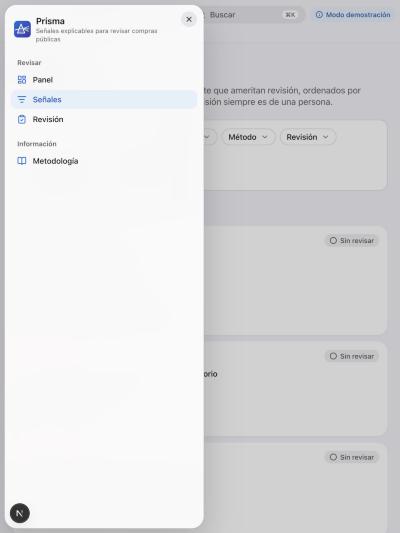 Prisma
Señales explicables para revisar compras
públicas
Buscar
⌘K
Modo demostración
Revisar
Panel
Señales
Revisión
Información
Metodología
te que ameritan revisión, ordenados por
sión siempre es de una persona.
Método
Revisión
Sin revisar
Sin revisar
orio
Sin revisar
N